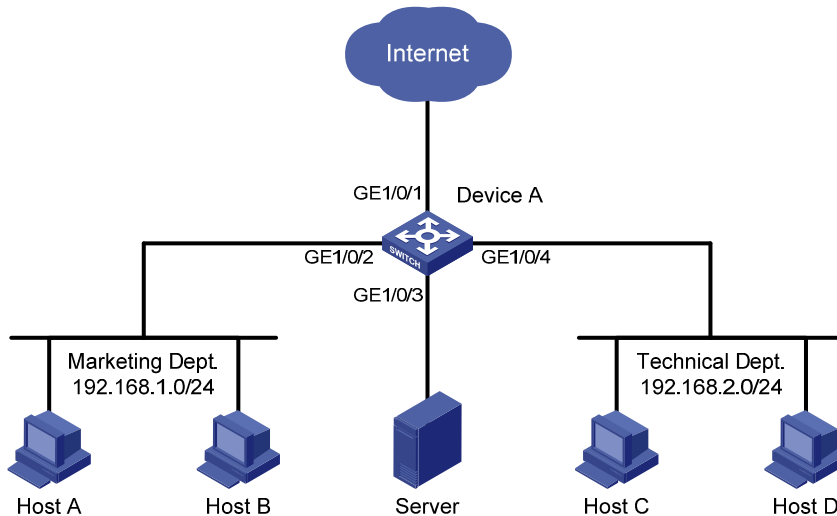 Internet
GE1/0/1
Device A
SWITCH
GE1/0/2
GE1/0/4
GE1/0/3
Marketing Dept.
192.168.1.0/24
Technical Dept.
192.168.2.0/24
Host A
Host B
Server
Host C
Host D